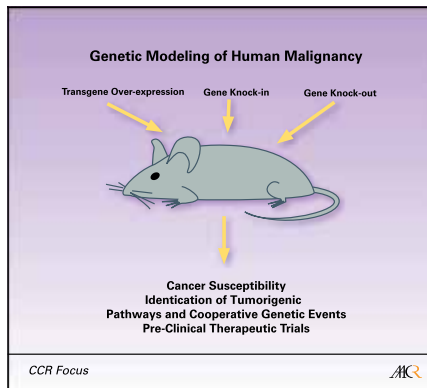 Genetic Modeling of Human Malignancy
Transgene Over-expression Gene Knock-in Gene Knock-out
Cancer Susceptibility
Identication of Tumorigenic
Pathways and Cooperative Genetic Events
Pre-Clinical Therapeutic Trials
CCR Focus AACR